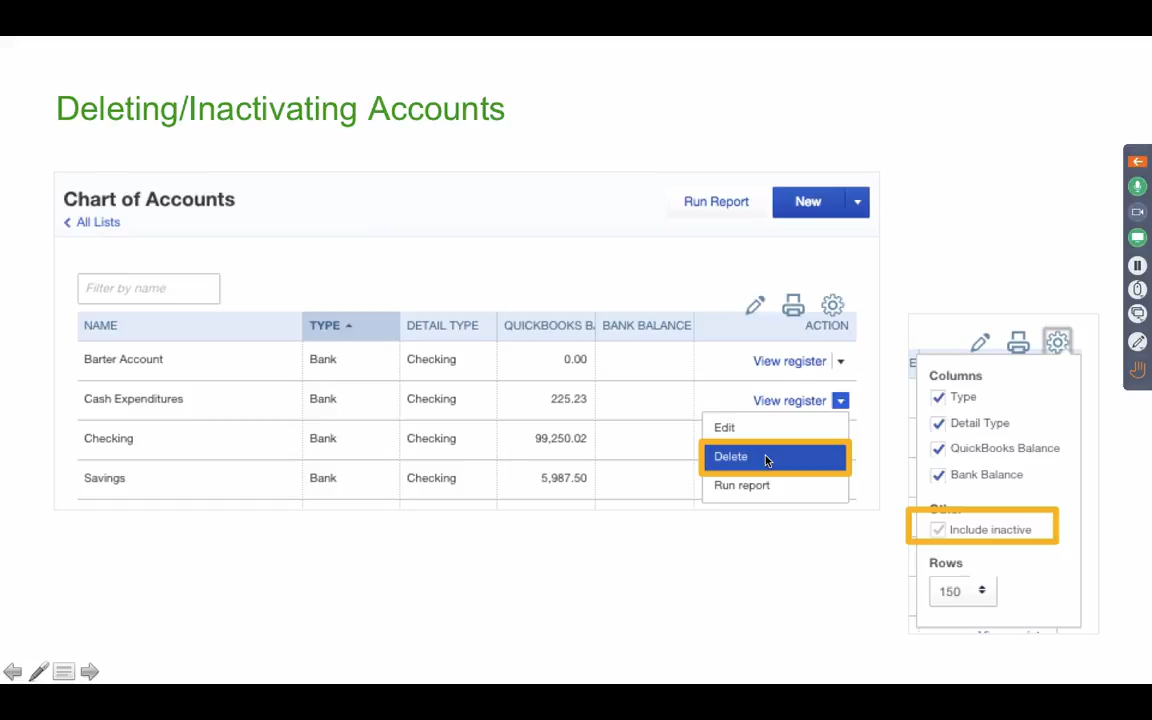 Deleting/Inactivating Accounts
Chart of Accounts
All Lists
Run Report
New
Filter by name
NAME TYPE DETAIL TYPE QUICKBOOKS B. BANK BALANCE ACTION
Barter Account Bank Checking 0.00 View register
Cash Expenditures Bank Checking 225.23 View register
Checking Bank Checking 99,250.02
Savings Bank Checking 5,987.50
Edit
Delete
Run report
Columns
Type
Detail Type
QuickBooks Balance
Bank Balance
Other
Include inactive
Rows
150